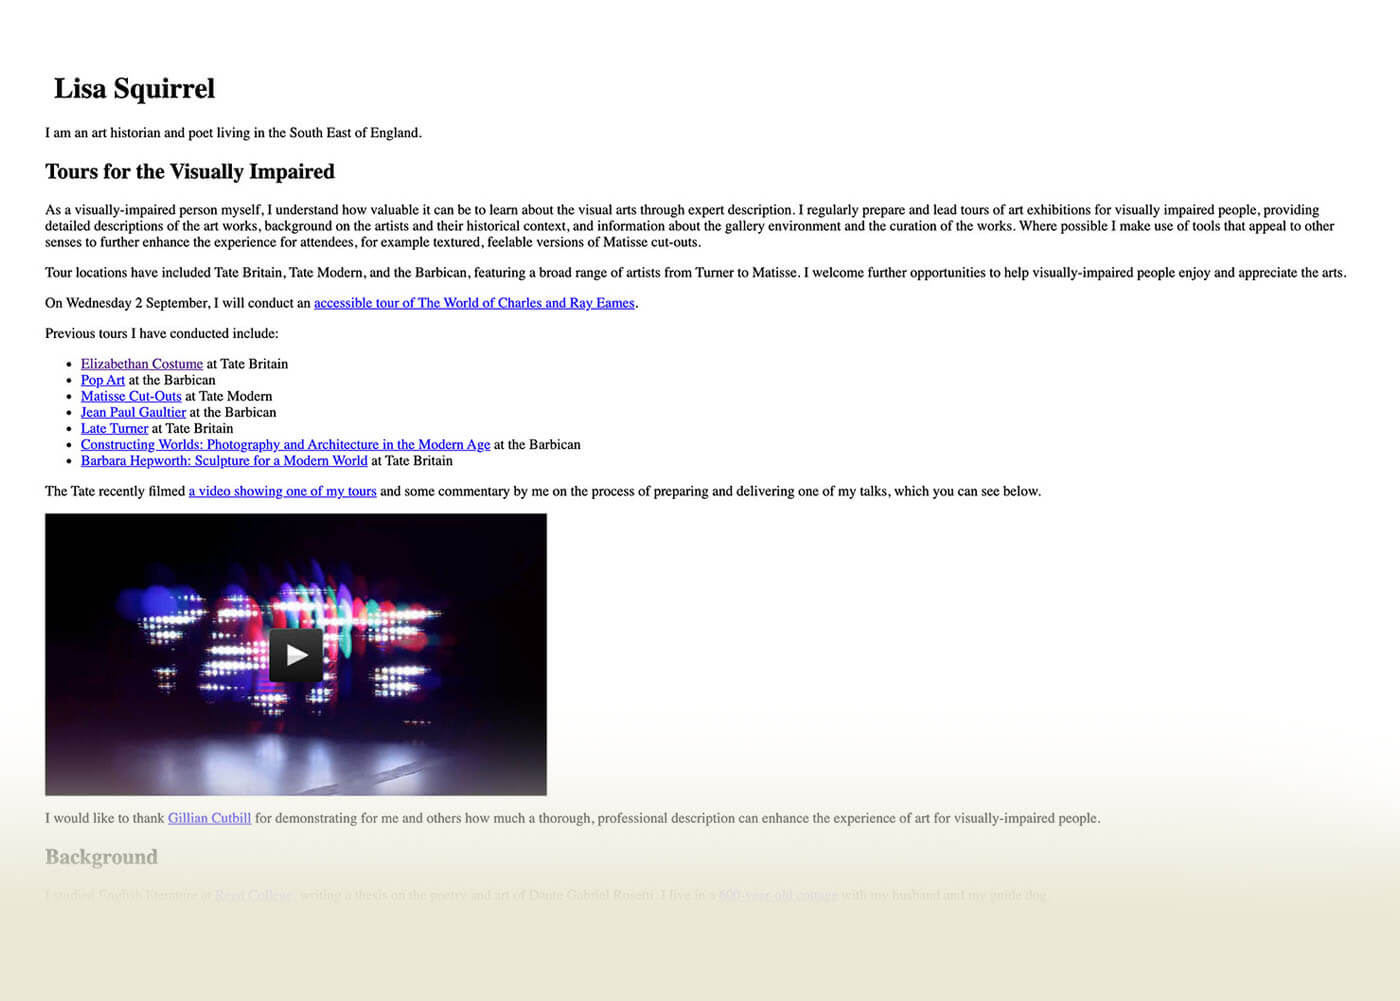 Lisa Squirrel
I am an art historian and poet living in the South East of England.
Tours for the Visually Impaired
As a visually-impaired person myself, I understand how valuable it can be to learn about the visual arts through expert description. I regularly prepare and lead tours of art exhibitions for visually impaired people, providing
detailed descriptions of the art works, background on the artists and their historical context, and information about the gallery environment and the curation of the works. Where possible I make use of tools that appeal to other
senses to further enhance the experience for attendees, for example textured, feelable versions of Matisse cut-outs.
Tour locations have included Tate Britain, Tate Modern, and the Barbican, featuring a broad range of artists from Turner to Matisse. I welcome further opportunities to help visually-impaired people enjoy and appreciate the arts.
On Wednesday 2 September, I will conduct an accessible tour of The World of Charles and Ray Eames.
Previous tours I have conducted include:
• Elizabethan Costume at Tate Britain
• Pop Art at the Barbican
• Matisse Cut-Outs at Tate Modern
• Jean Paul Gaultier at the Barbican
• Late Turner at Tate Britain
• Constructing Worlds: Photography and Architecture in the Modern Age at the Barbican
• Barbara Hepworth: Sculpture for a Modern World at Tate Britain
The Tate recently filmed a video showing one of my tours and some commentary by me on the process of preparing and delivering one of my talks, which you can see below.
I would like to thank Gillian Cutbill for demonstrating for me and others how much a thorough, professional description can enhance the experience of art for visually-impaired people.
Background
I studied English literature at Reed College, writing a thesis on the poetry and art of Dante Gabriel Rosetti. I live in a 600-year-old cottage with my husband and my guide dog.